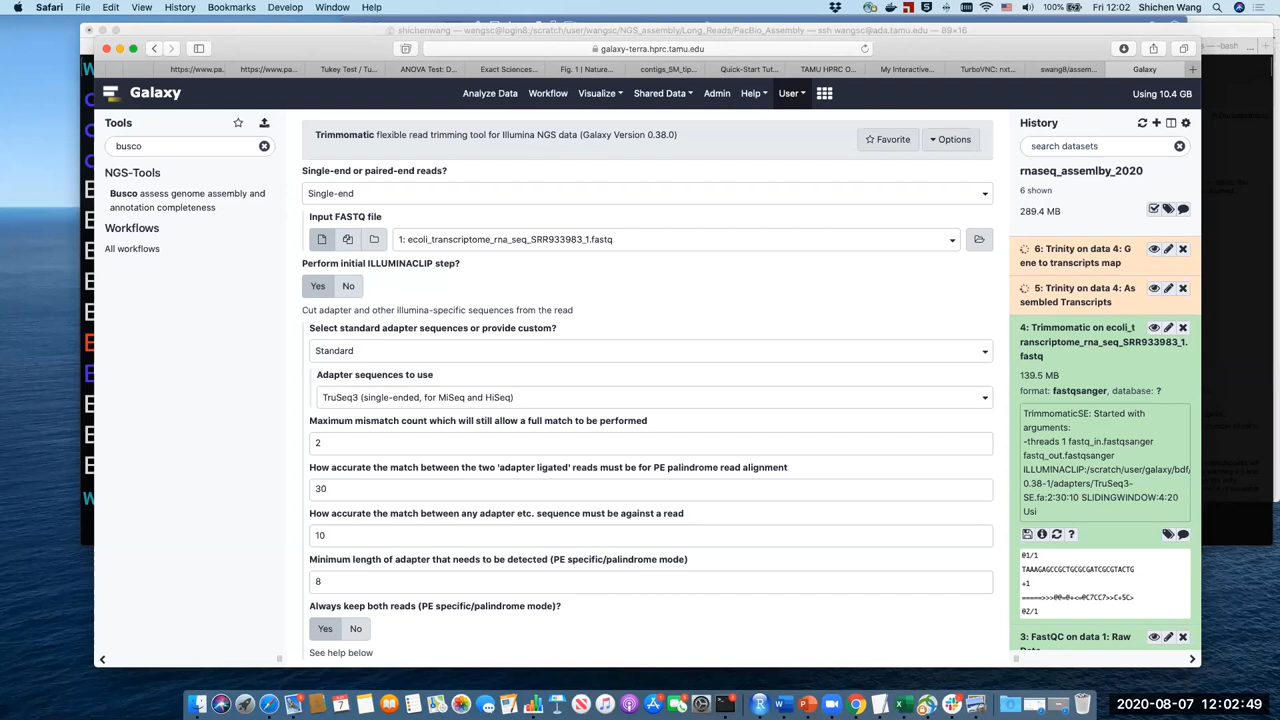 Safari File Edit View History Bookmarks Develop Window Help 100% Fri 12:02 Shichen Wang
shichenwang@login8:/scratch/user/wangsc/NGS_assembly/Long_Reads/PacBio_Assembly — ssh wangsc@ada.tamu.edu — 89×16
galaxy-terra.hprc.tamu.edu
https://www.pa... https://www.pa... Tukey Test / Tu... ANOVA Test: D... Exact Sciences... Fig. 1 | Nature... contigs_5M_tip... Quick-Start Tut... TAMU HPRC O... My Interactive... TurboVNC: nxt... swang8/assem... Galaxy
Galaxy Analyze Data Workflow Visualize Shared Data Admin Help User Using 10.4 GB
Tools
busco
NGS-Tools
Busco assess genome assembly and
annotation completeness
Workflows
All workflows
Trimmomatic flexible read trimming tool for Illumina NGS data (Galaxy Version 0.38.0)
Favorite
Options
Single-end or paired-end reads?
Single-end
Input FASTQ file
1: ecoli_transcriptome_rna_seq_SRR933983_1.fastq
Perform initial ILLUMINACLIP step?
Yes No
Cut adapter and other illumina-specific sequences from the read
Select standard adapter sequences or provide custom?
Standard
Adapter sequences to use
TruSeq3 (single-ended, for MiSeq and HiSeq)
Maximum mismatch count which will still allow a full match to be performed
2
How accurate the match between the two 'adapter ligated' reads must be for PE palindrome read alignment
30
How accurate the match between any adapter etc. sequence must be against a read
10
Minimum length of adapter that needs to be detected (PE specific/palindrome mode)
8
Always keep both reads (PE specific/palindrome mode)?
Yes No
See help below
History
search datasets
rnaseq_assemlby_2020
6 shown
289.4 MB
6: Trinity on data 4: G
ene to transcripts map
5: Trinity on data 4: As
sembled Transcripts
4: Trimmomatic on ecoli_t
ranscriptome_rna_seq_SRR933983_1.
fastq
139.5 MB
format: fastqsanger, database: ?
TrimmomaticSE: Started with
arguments:
-threads 1 fastq_in.fastqsanger
fastq_out.fastqsanger
ILLUMINACLIP:/scratch/user/galaxy/bdf/
0.38-1/adapters/TruSeq3-
SE.fa:2:30:10 SLIDINGWINDOW:4:20
Usi
@1/1
TAAAGAGCCGCTGCGCGATCGCGTACTG
+1
@2/1
3: FastQC on data 1: Raw
2020-08-07 12:02:49